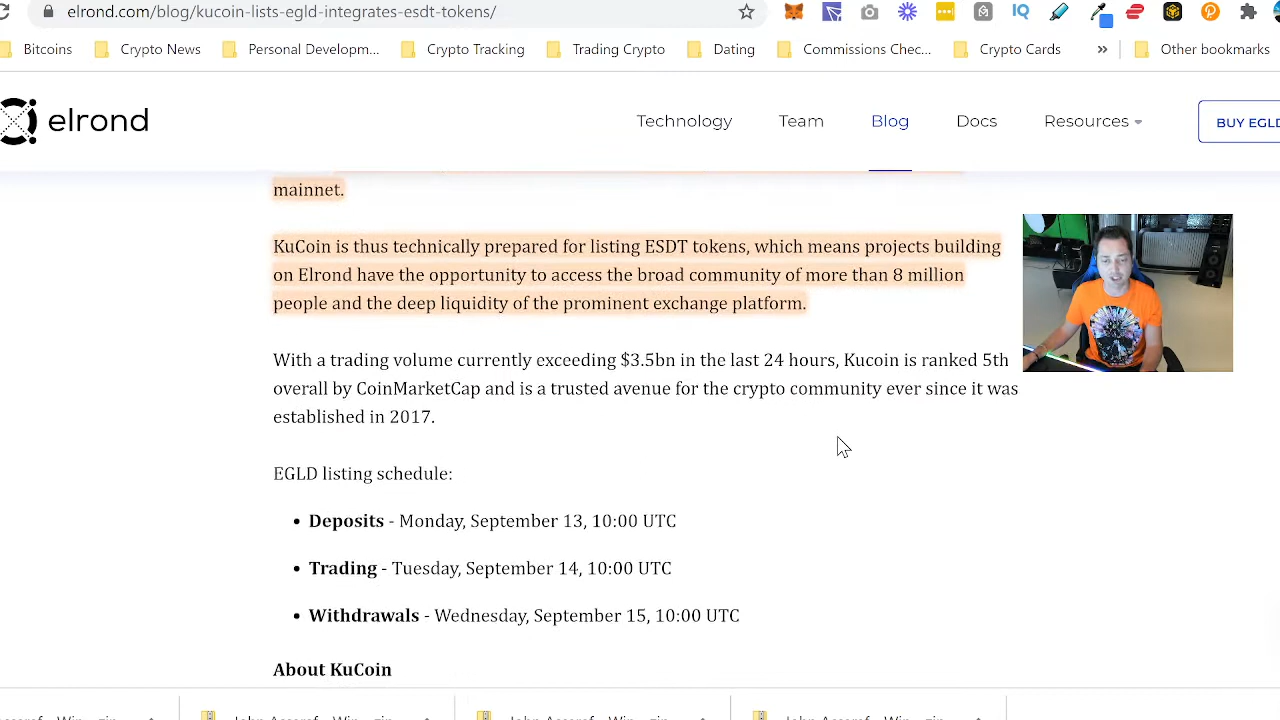 elrond.com/blog/kucoin-lists-egld-integrates-esdt-tokens/
Bitcoins Crypto News Personal Developm... Crypto Tracking Trading Crypto Dating Commissions Chec... Crypto Cards » Other bookmarks
elrond Technology Team Blog Docs Resources BUY EGLD
mainnet.
KuCoin is thus technically prepared for listing ESDT tokens, which means projects building
on Elrond have the opportunity to access the broad community of more than 8 million
people and the deep liquidity of the prominent exchange platform.
With a trading volume currently exceeding $3.5bn in the last 24 hours, Kucoin is ranked 5th
overall by CoinMarketCap and is a trusted avenue for the crypto community ever since it was
established in 2017.
EGLD listing schedule:
• Deposits - Monday, September 13, 10:00 UTC
• Trading - Tuesday, September 14, 10:00 UTC
• Withdrawals - Wednesday, September 15, 10:00 UTC
About KuCoin